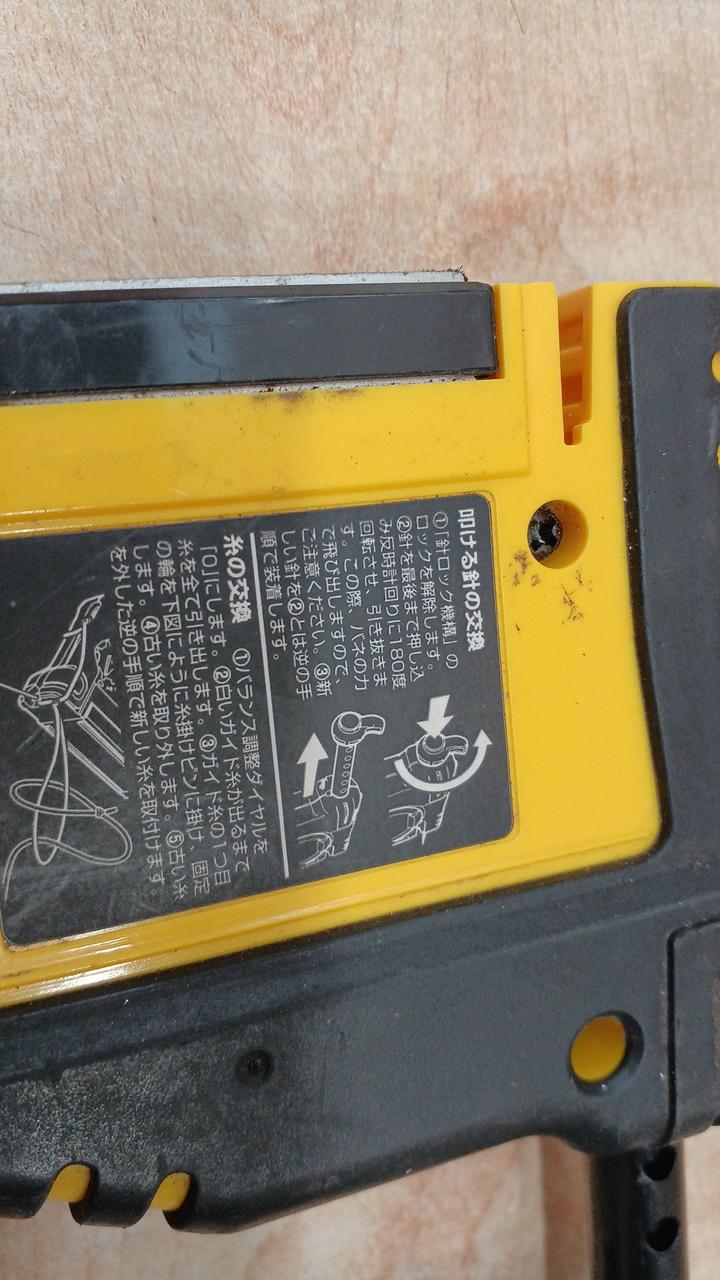 叩ける針の交換
①「針ロック機構」の
ロックを解除します。
②針を最後まで押し込
み反時計回りに180度
回転させ、引き抜きま
す。この際、バネの力
で飛び出しますので、
ご注意ください。③新
しい針を②とは逆の手
順で装着します。
糸の交換 ①バランス調整ダイヤルを
「0」にします。②白いガイド糸が出るまで
糸を全て引き出します。③ガイド糸の1つ目
の輪を下図にように糸掛けピンに掛け、固定
します。④古い糸を取り外します。⑤古い糸
を外した逆の手順で新しい糸を取付けます。